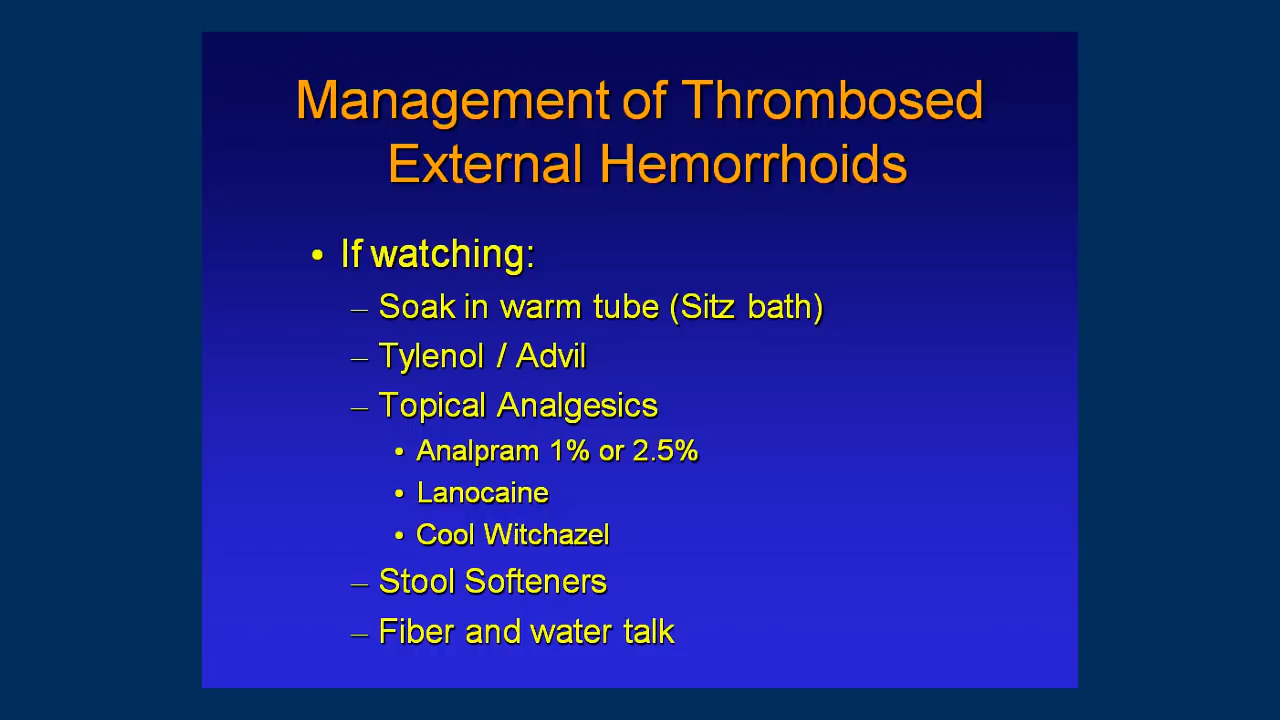 Management of Thrombosed
External Hemorrhoids
• If watching:
– Soak in warm tube (Sitz bath)
– Tylenol / Advil
– Topical Analgesics
• Analpram 1% or 2.5%
• Lanocaine
• Cool Witchazel
– Stool Softeners
– Fiber and water talk